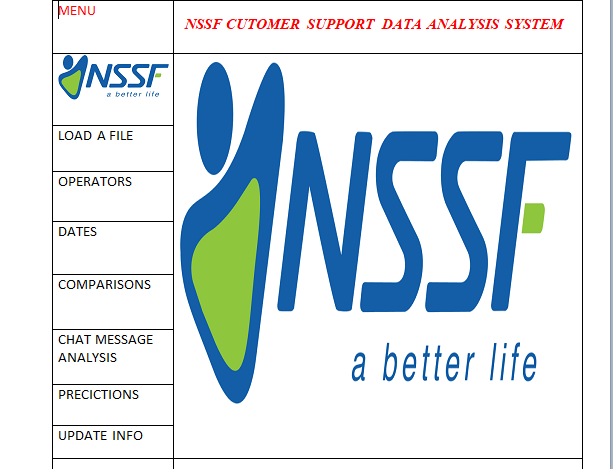 MENU
NSSF CUTOMER SUPPORT DATA ANALYSIS SYSTEM
NSSF
a better life
LOAD A FILE
OPERATORS
DATES
COMPARISONS
CHAT MESSAGE
ANALYSIS
PRECICTIONS
UPDATE INFO
NSSF
a better life